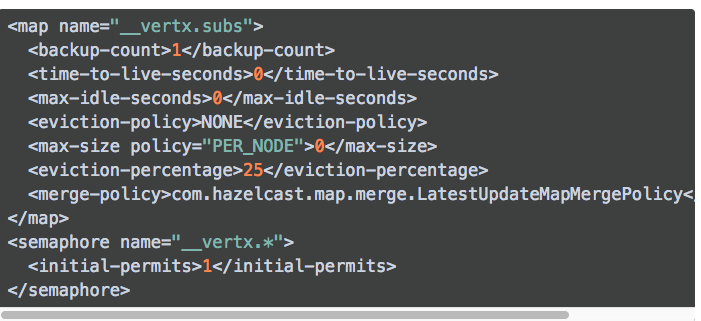 <map name="__vertx.subs">
  <backup-count>1</backup-count>
  <time-to-live-seconds>0</time-to-live-seconds>
  <max-idle-seconds>0</max-idle-seconds>
  <eviction-policy>NONE</eviction-policy>
  <max-size policy="PER_NODE">0</max-size>
  <eviction-percentage>25</eviction-percentage>
  <merge-policy>com.hazelcast.map.merge.LatestUpdateMapMergePolicy</
</map>
<semaphore name="__vertx.*">
  <initial-permits>1</initial-permits>
</semaphore>